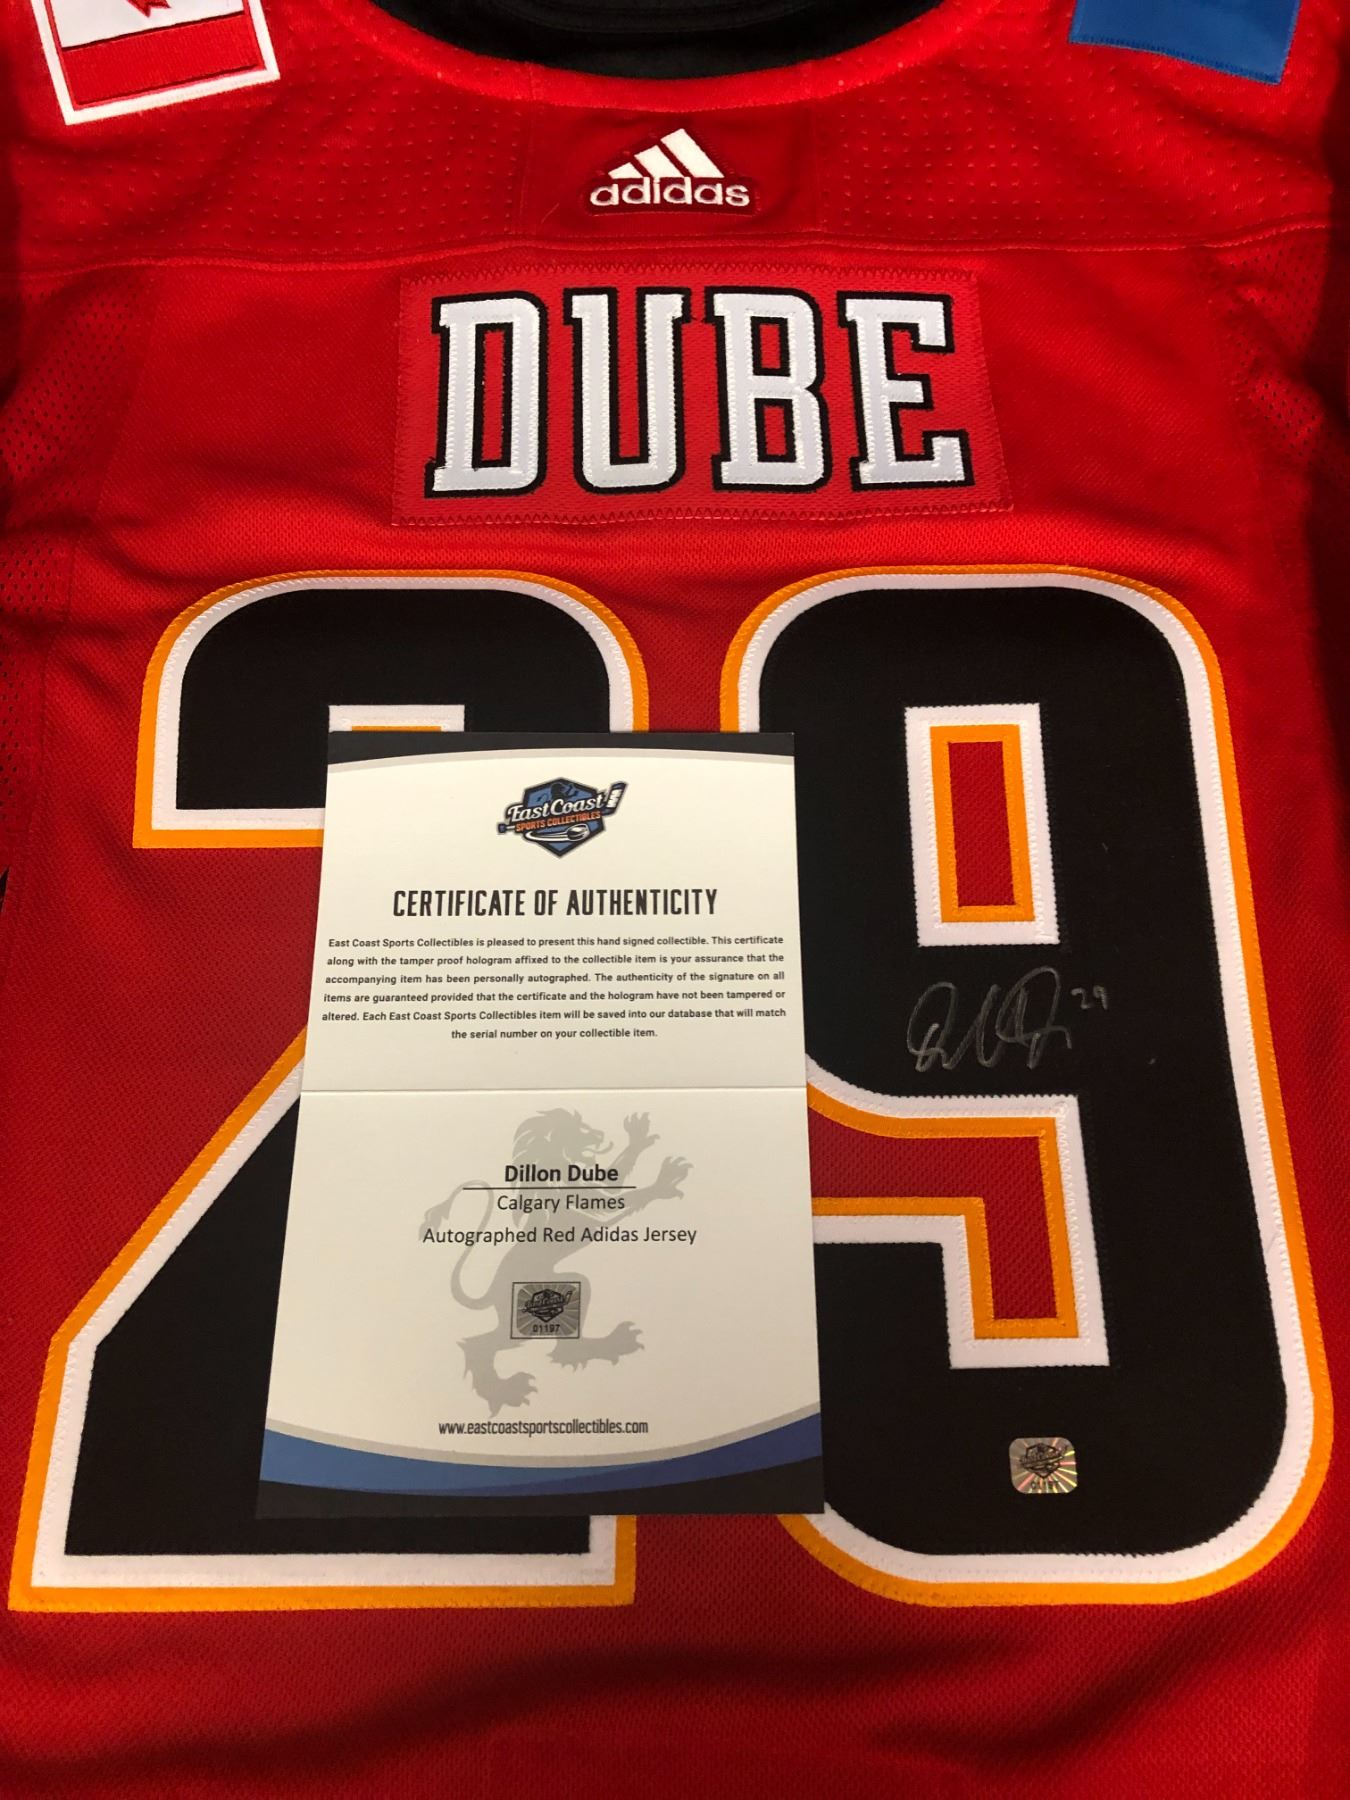 adidas
DUBE
29
East Coast
SPORTS COLLECTIBLES
CERTIFICATE OF AUTHENTICITY
East Coast Sports Collectibles is pleased to present this hand signed collectible. This certificate
along with the tamper proof hologram affixed to the collectible item is your assurance that the
accompanying item has been personally autographed. The authenticity of the signature on all
items are guaranteed provided that the certificate and the hologram have not been tampered or
altered. Each East Coast Sports Collectibles item will be saved into our database that will match
the serial number on your collectible item.
29
Dillon Dube
Calgary Flames
Autographed Red Adidas Jersey
East Coast
01197
www.eastcoastsportscollectibles.com